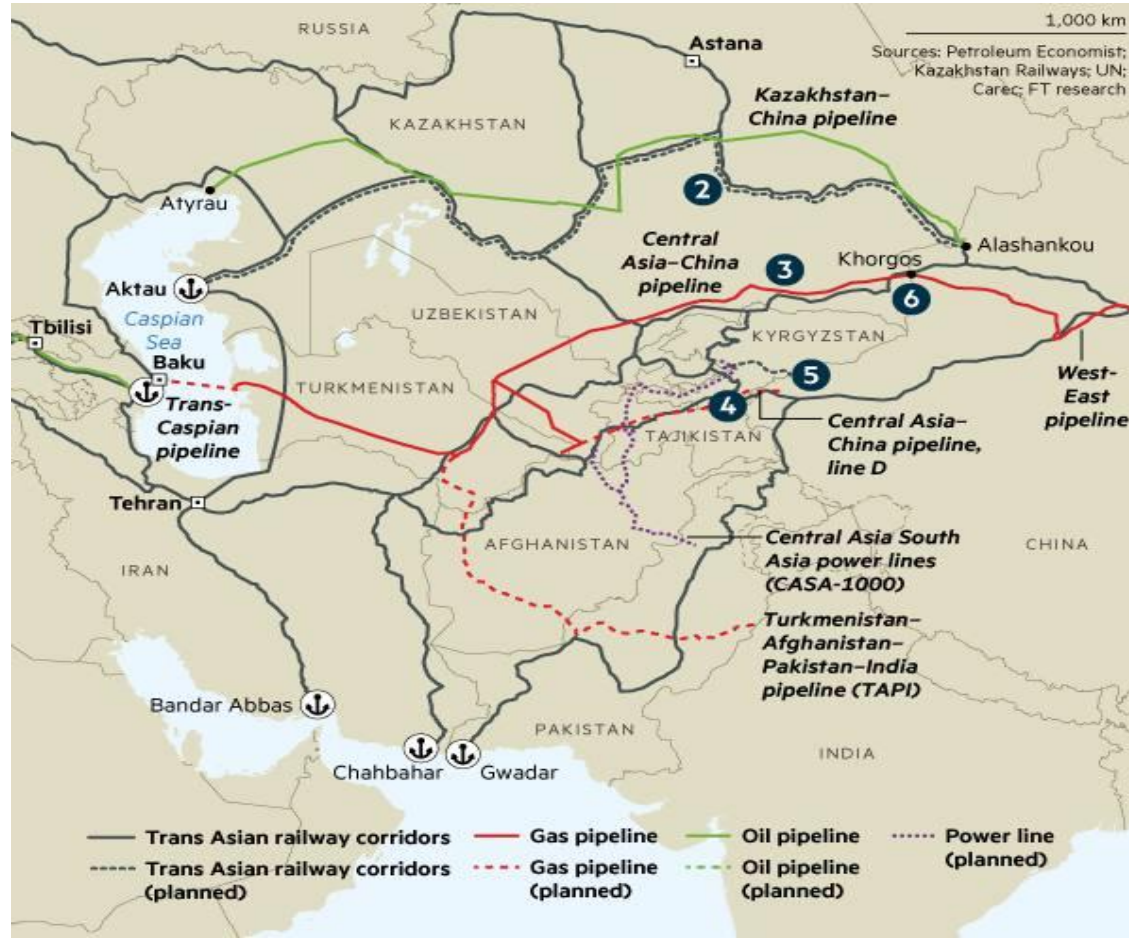 RUSSIA
1,000 km
Astana
Sources: Petroleum Economist;
Kazakhstan Railways; UN;
Carec; FT research
Kazakhstan–
China pipeline
KAZAKHSTAN
2
Atyrau
Central
Asia–China
pipeline
3
Khorgos
Alashankou
6
Aktau
Caspian
Sea
UZBEKISTAN
KYRGYZSTAN
Tbilisi
Baku
TURKMENISTAN
5
West-
East
pipeline
Trans-
Caspian
pipeline
4
TAJIKISTAN
Central Asia–
China pipeline,
line D
Tehran
AFGHANISTAN
Central Asia South
Asia power lines
(CASA-1000)
CHINA
IRAN
Turkmenistan–
Afghanistan–
Pakistan–India
pipeline (TAPI)
Bandar Abbas
PAKISTAN
INDIA
Chahbahar
Gwadar
Trans Asian railway corridors
Gas pipeline
Oil pipeline
Power line
(planned)
Trans Asian railway corridors
(planned)
Gas pipeline
(planned)
Oil pipeline
(planned)